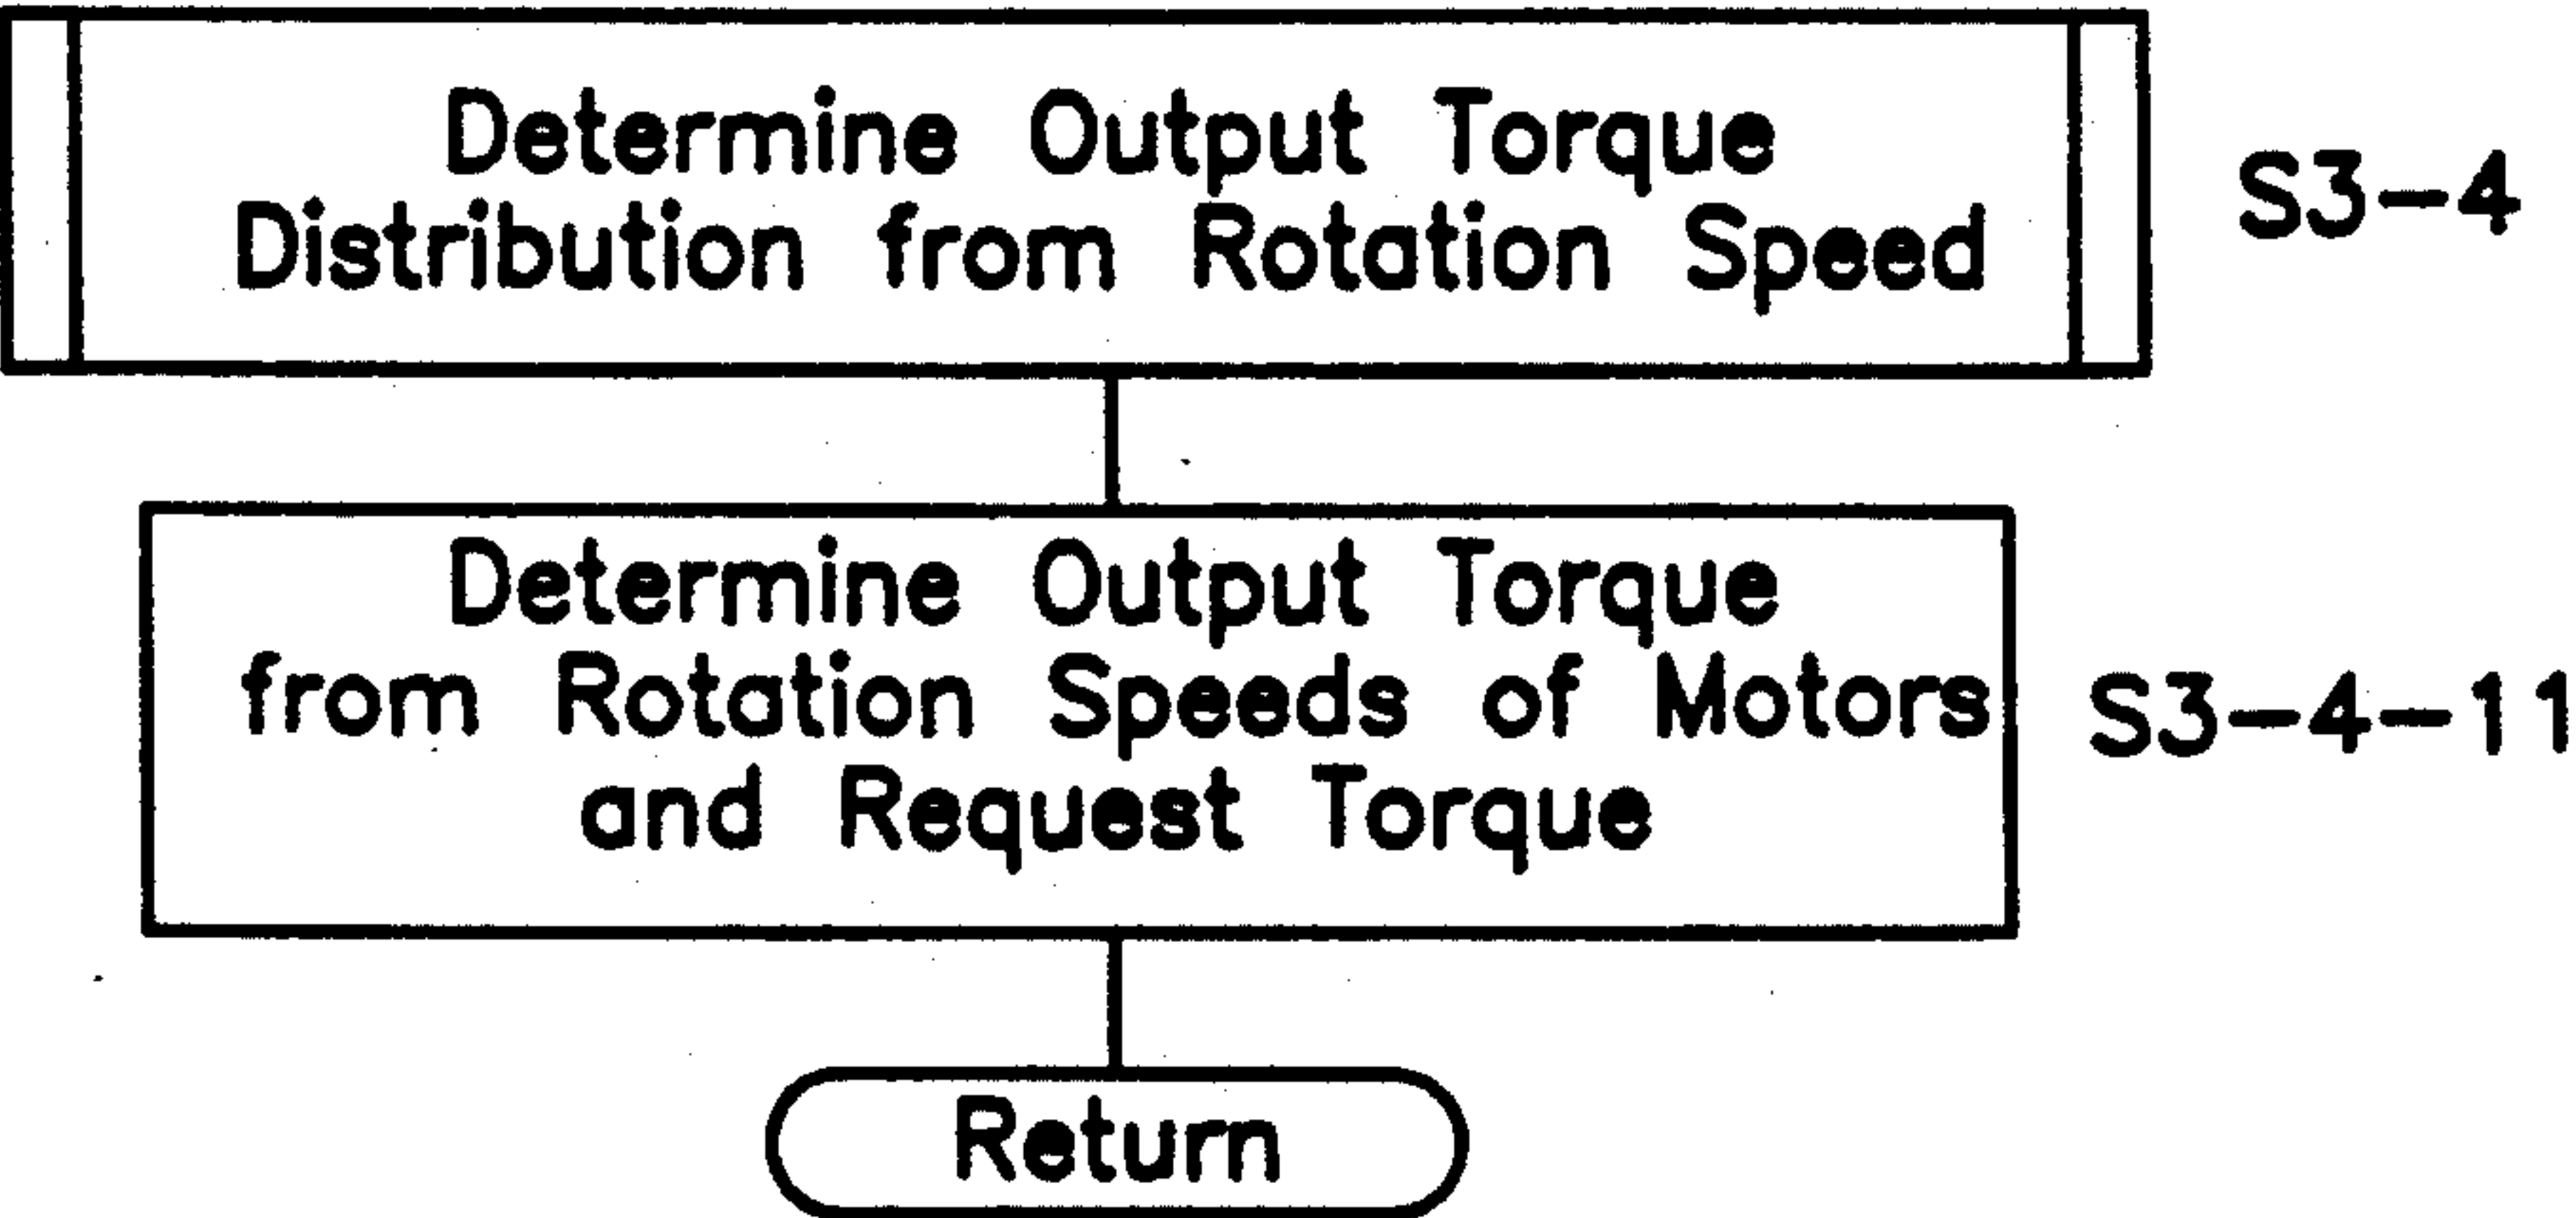 Determine Output Torque
Distribution from Rotation Speed
S3-4
Determine Output Torque
from Rotation Speeds of Motors
and Request Torque
S3-4-11
Return